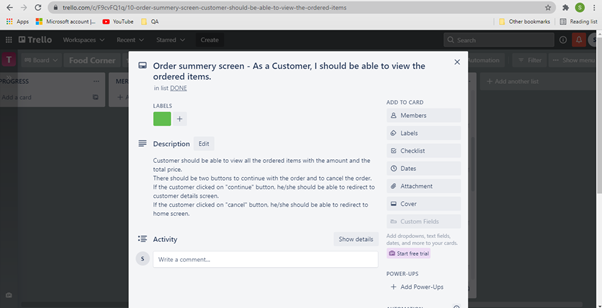 trello.com/c/F9cvFQ1q/10-order-summery-screen-customer-should-be-able-to-view-the-ordered-items
Apps
Microsoft account |...
YouTube
QA
Other bookmarks
Reading list
Trello
Workspaces
Recent
Starred
Create
Search
Board
Food Corner
Automation
Filter
Show menu
PROGRESS
MER
Add a card
+ A
+ Add another list
Order summery screen - As a Customer, I should be able to view the
ordered items.
in list DONE
LABELS
Description
Edit
Customer should be able to view all the ordered items with the amount and the
total price.
There should be two buttons to continue with the order and to cancel the order.
If the customer clicked on "continue" button, he/she should be able to redirect to
customer details screen.
If the customer clicked on "cancel" button, he/she should be able to redirect to
home screen.
Activity
Show details
S
Write a comment...
ADD TO CARD
Members
Labels
Checklist
Dates
Attachment
Cover
Custom Fields
Add dropdowns, text fields,
dates, and more to your cards.
Start free trial
POWER-UPS
+ Add Power-Ups